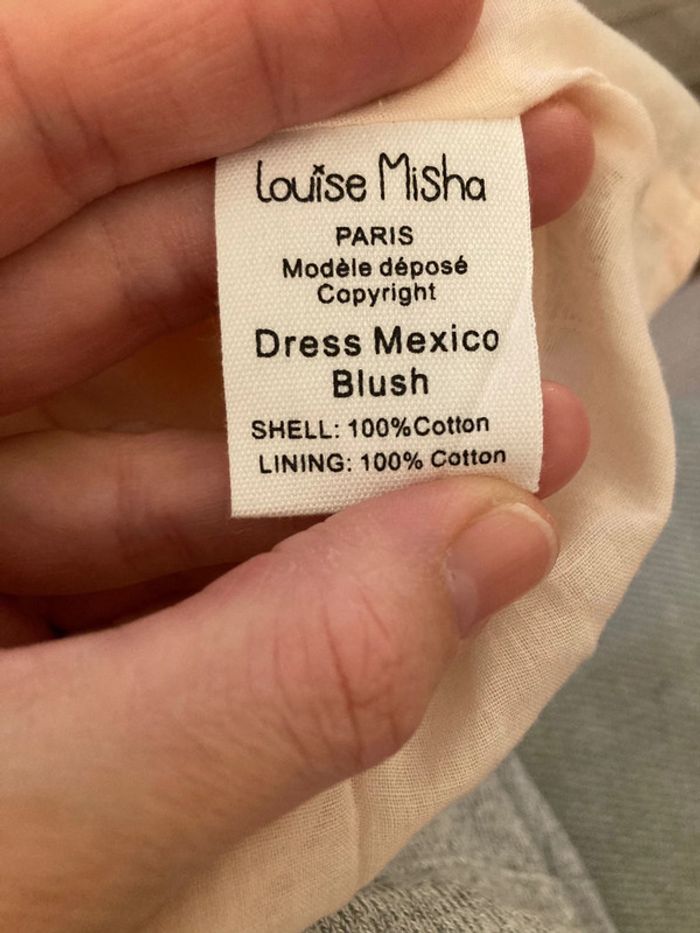 Louise Misha
PARIS
Modèle déposé
Copyright
Dress Mexico
Blush
SHELL: 100%Cotton
LINING: 100% Cotton